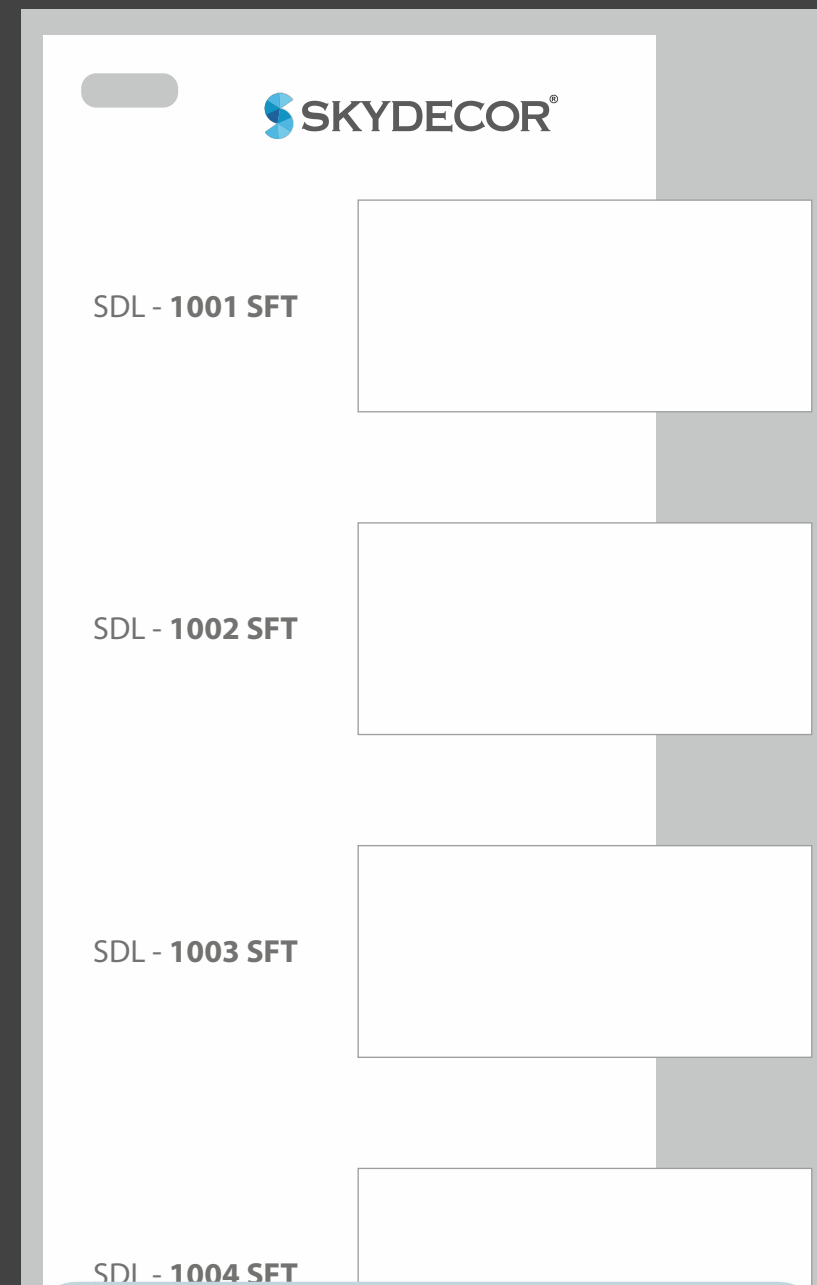 SKYDECOR®
SDL - 1001 SFT
SDL - 1002 SFT
SDL - 1003 SFT
SDL - 1004 SFT